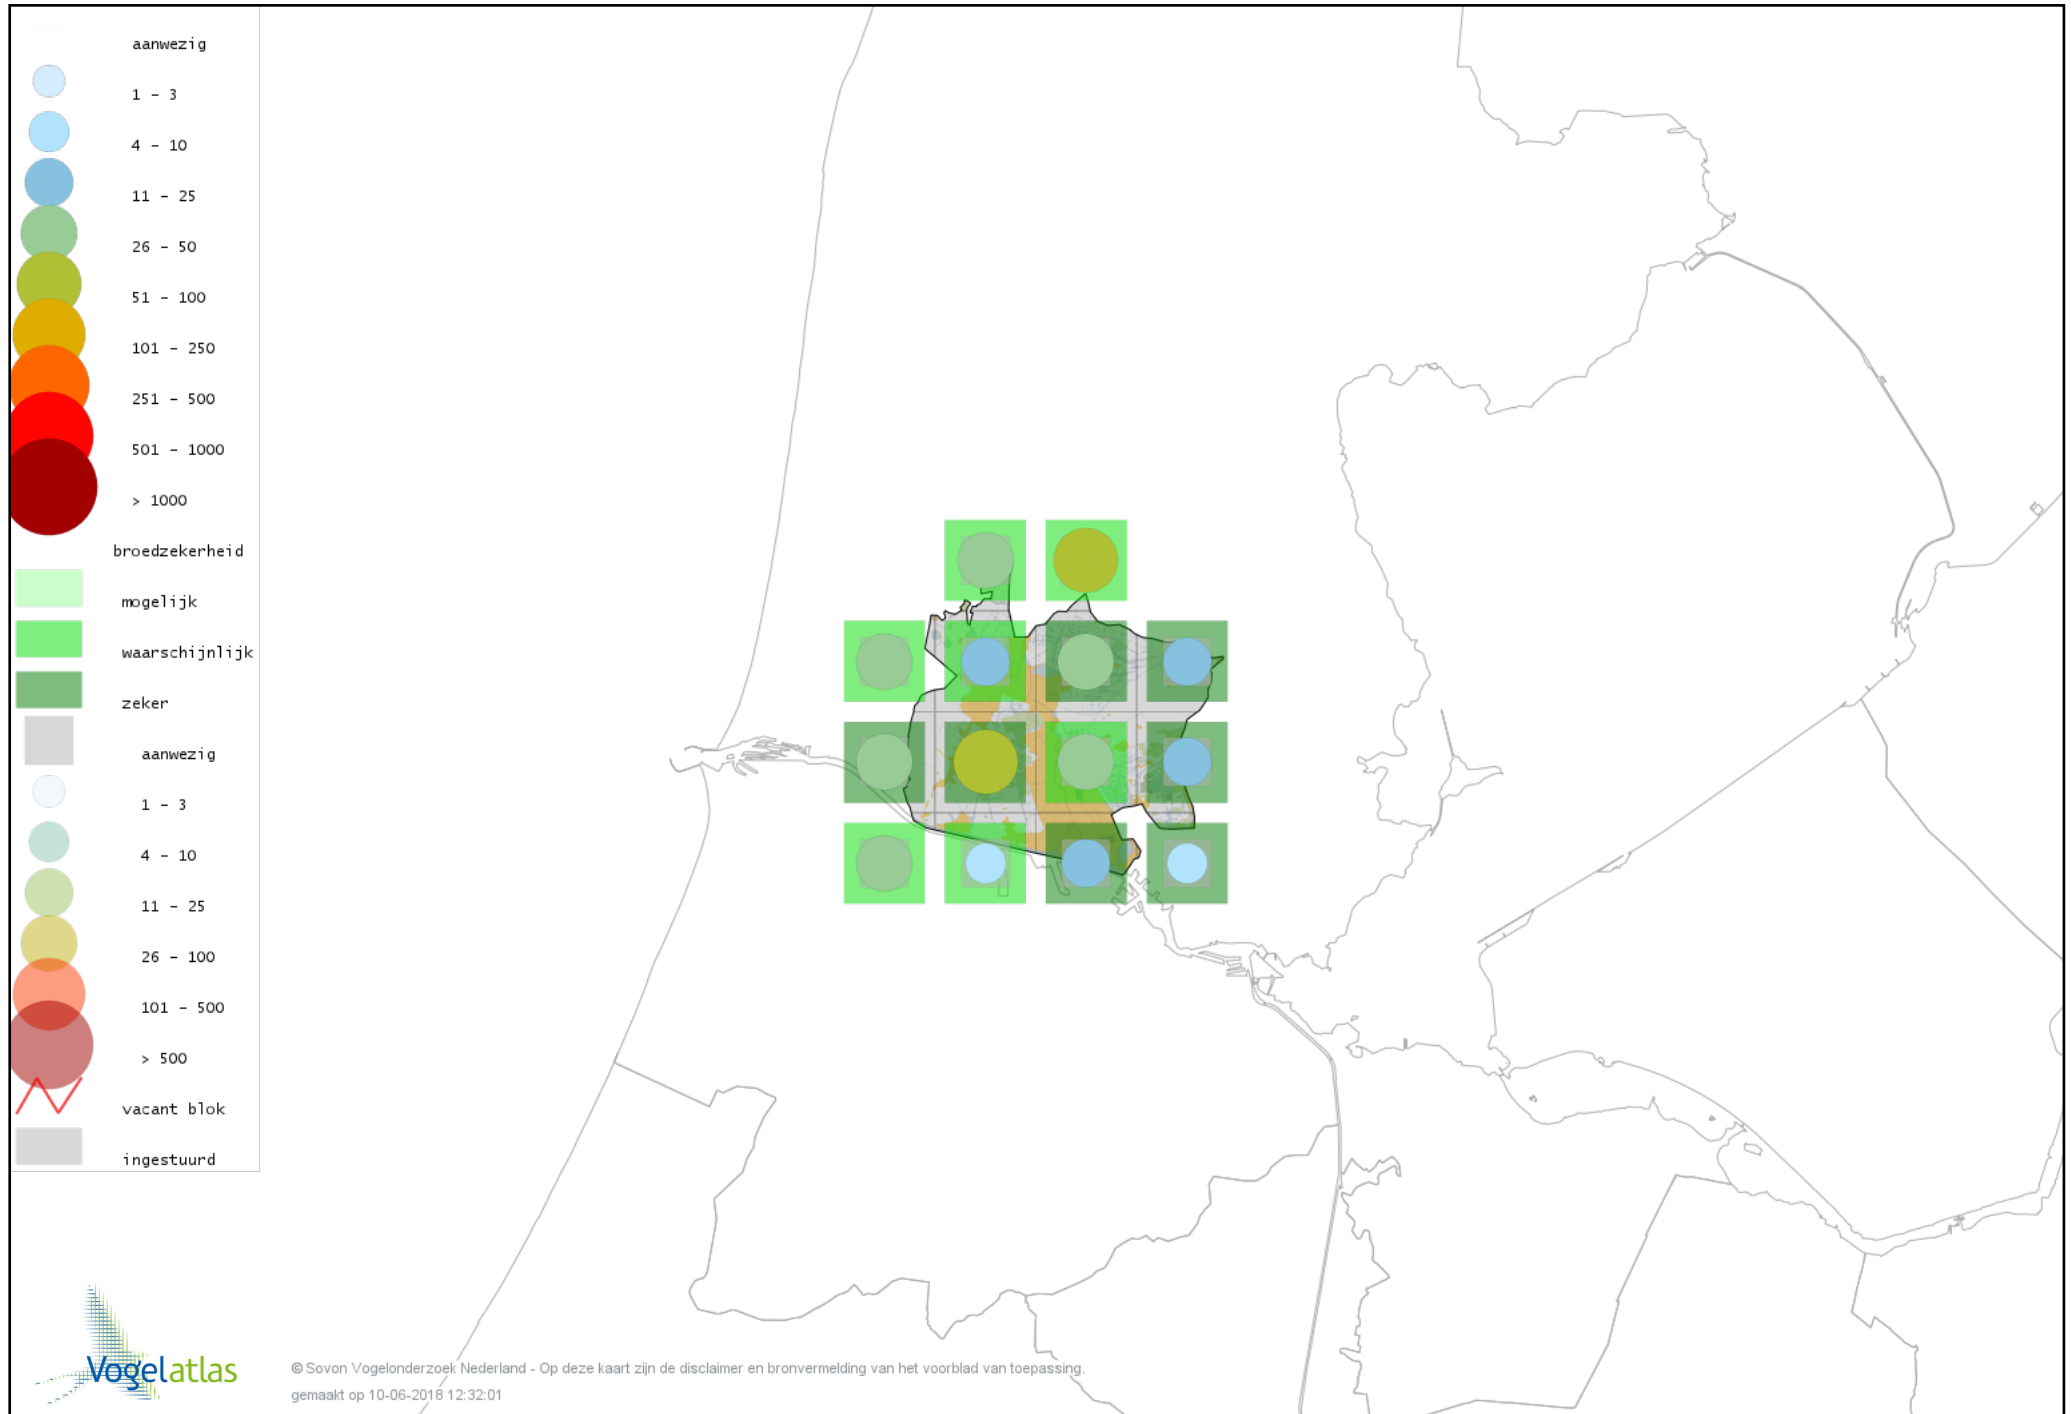 aanwezig
1 - 3
4 - 10
11 - 25
26 - 50
51 - 100
101 - 250
251 - 500
501 - 1000
> 1000
broedzekerheid
mogelijk
waarschijnlijk
zeker
aanwezig
1 - 3
4 - 10
11 - 25
26 - 100
101 - 500
> 500
vacant blok
ingestuurd
Vogelatlas
© Sovon Vogelonderzoek Nederland - Op deze kaart zijn de disclaimer en bronvermelding van het voorblad van toepassing.
gemaakt op 10-06-2018 12:32:01